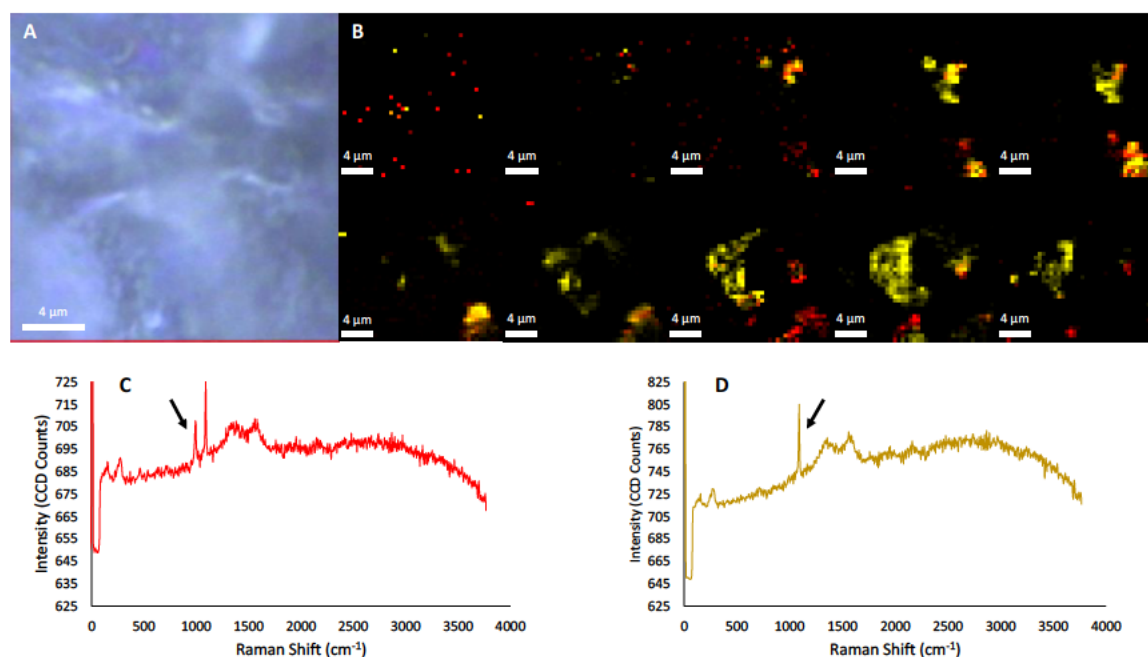 A
B
4 μm
4 μm
4 μm
4 μm
4 μm
4 μm
4 μm
4 μm
4 μm
4 μm
4 μm
C
725
715
705
695
685
675
665
655
645
635
625
Intensity (CCD Counts)
0 500 1000 1500 2000 2500 3000 3500 4000
Raman Shift (cm⁻¹)
D
825
805
785
765
745
725
705
685
665
645
625
Intensity (CCD Counts)
0 500 1000 1500 2000 2500 3000 3500 4000
Raman Shift (cm⁻¹)